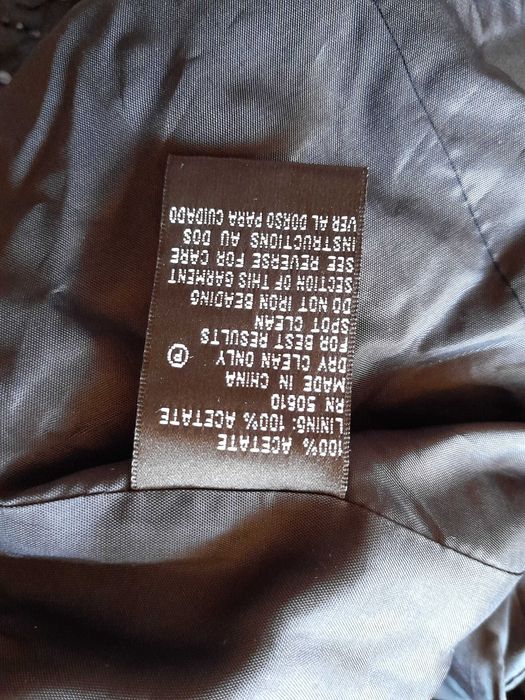 100% ACETATE
LINING: 100% ACETATE
RN 50610
MADE IN CHINA
DRY CLEAN ONLY
P
FOR BEST RESULTS
SPOT CLEAN
DO NOT IRON BEADING
SECTION OF THIS GARMENT
SEE REVERSE FOR CARE
INSTRUCTIONS AU DOS
VER AL DORSO PARA CUIDADO